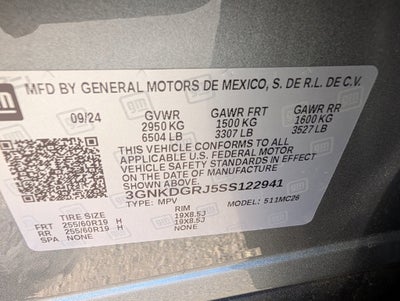 gm
MFD BY GENERAL MOTORS DE MEXICO, S. DE R.L. DE C.V.
09/24 GVWR GAWR FRT GAWR RR
2950 KG 1500 KG 1600 KG
6504 LB 3307 LB 3527 LB
THIS VEHICLE CONFORMS TO ALL
APPLICABLE U.S. FEDERAL MOTOR
VEHICLE SAFETY STANDARDS IN EFFECT
ON THE DATE OF MANUFACTURE SHOWN ABOVE.
3GNKDGRJ5SS122941
TYPE: MPV MODEL: 511MC26
TIRE SIZE RIM
FRT 255/60R19 H 19X8.5J
RR 255/60R19 H 19X8.5J
SPA NONE NONE